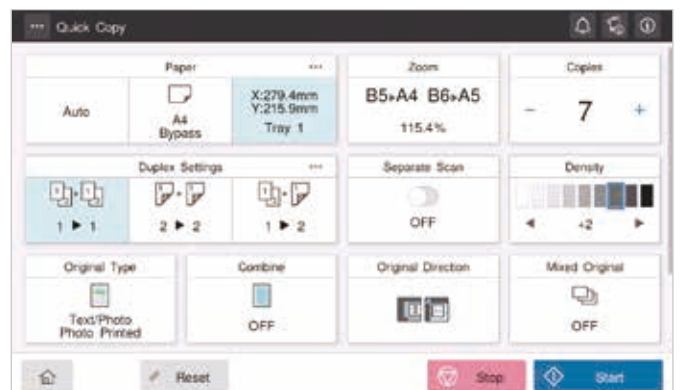 Quick Copy
Paper
Zoom
Copies
Auto
A4
Bypass
X:279.4mm
Y:215.9mm
Tray 1
B5▸A4 B6▸A5
115.4%
- 7 +
Duplex Settings
Separate Scan
Density
1 ▶ 1
2 ▶ 2
1 ▶ 2
OFF
◀ +2 ▶
Original Type
Combine
Original Direction
Mixed Original
Text/Photo
Photo Printed
OFF
OFF
Reset
Stop
Start